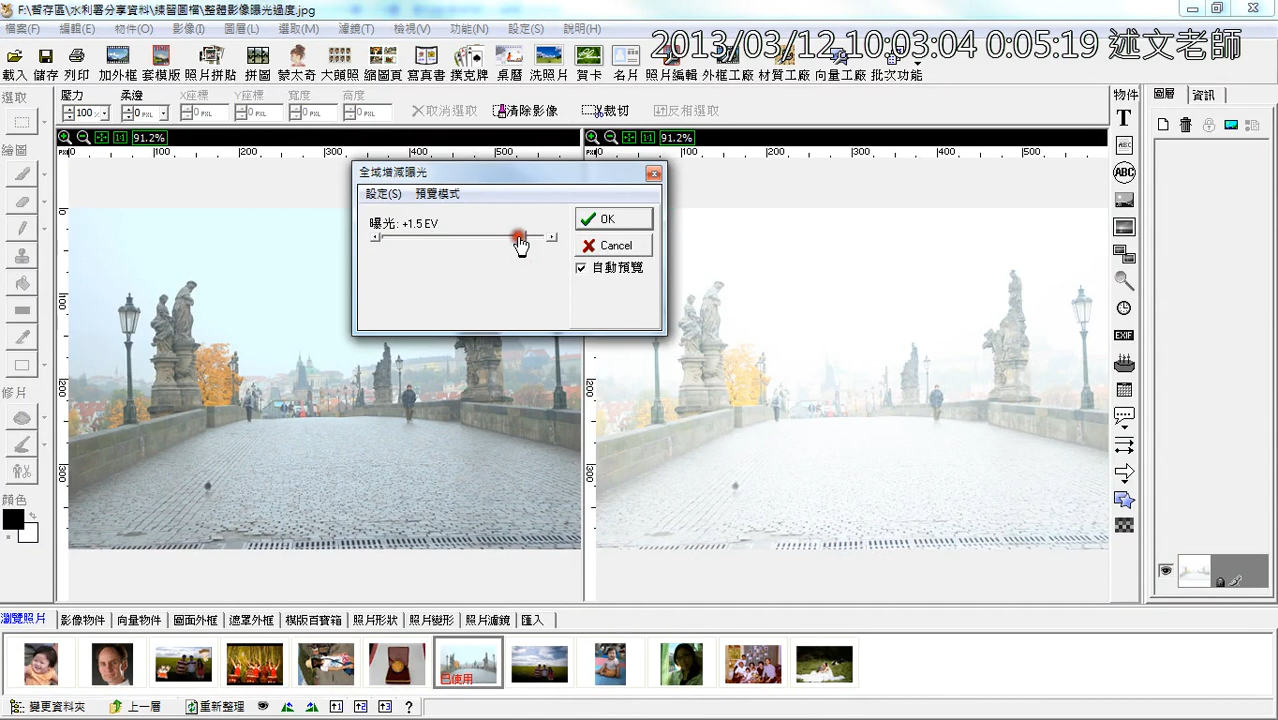 F:\暫存區\水利署分享資料\練習圖檔\整體影像曝光過度.jpg
檔案(F) 編輯(E) 物件(O) 影像(I) 圖層(L) 選取(M) 濾鏡(T) 檢視(V) 功能(N) 設定(S) 說明(H)
2013/03/12 10:03:04 0:05:19 述文老師
載入 儲存 列印 加外框 套模版 照片拼貼 拼圖 蒙太奇 大頭照 縮圖頁 寫真書 撲克牌 桌曆 洗照片 賀卡 名片 照片編輯 外框工廠 材質工廠 向量工廠 批次功能
選取 壓力 柔邊 X座標 Y座標 寬度 高度 物件 圖層 資訊
100 0 PXL 0 PXL 0 PXL 0 PXL 0 PXL 取消選取 清除影像 裁切 反相選取
91.2% 91.2%
繪圖
全域增減曝光
設定(S) 預覽模式
曝光: +1.5 EV
OK
Cancel
自動預覽
修片
顏色
瀏覽照片 影像物件 向量物件 圖面外框 遮罩外框 模版百寶箱 照片形狀 照片變形 照片濾鏡 匯入
已使用
變更資料夾 上一層 重新整理